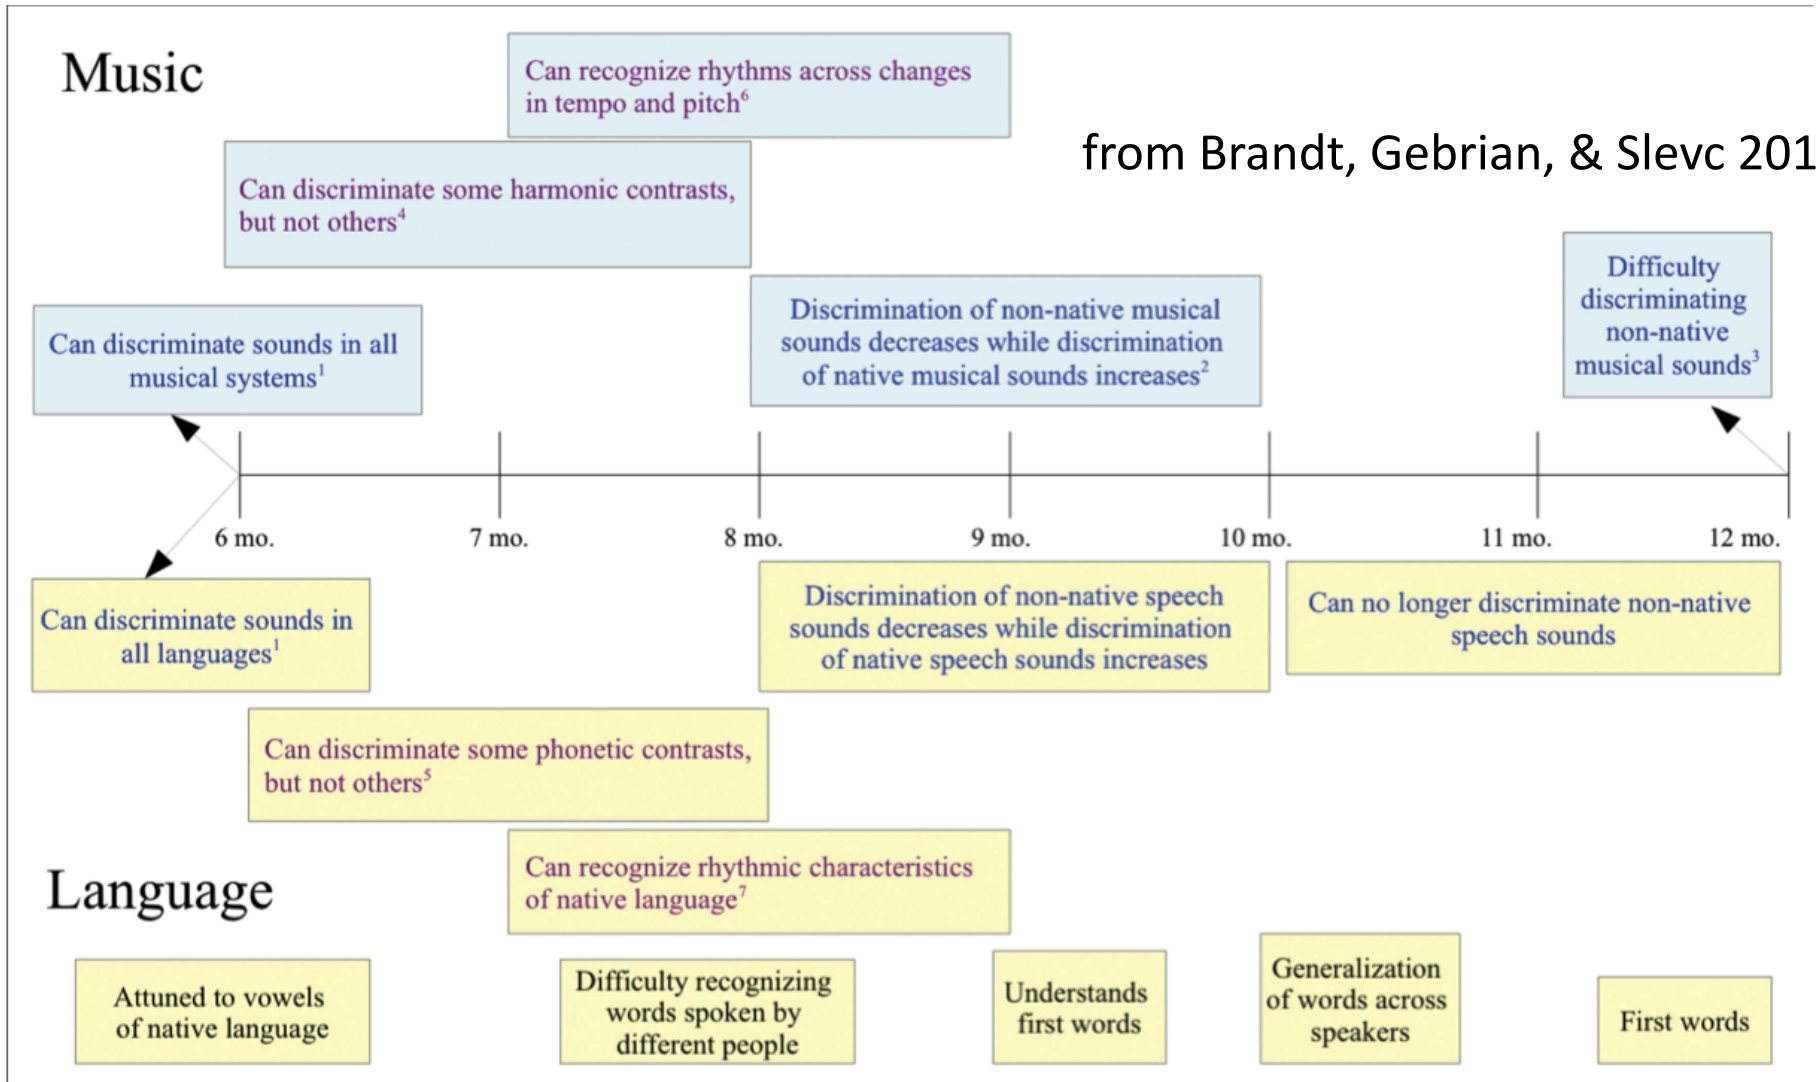 Music
Can recognize rhythms across changes
in tempo and pitch⁶
from Brandt, Gebrian, & Slevc 201
Can discriminate some harmonic contrasts,
but not others⁴
Can discriminate sounds in all
musical systems¹
Discrimination of non-native musical
sounds decreases while discrimination
of native musical sounds increases²
Difficulty
discriminating
non-native
musical sounds³
6 mo.
7 mo.
8 mo.
9 mo.
10 mo.
11 mo.
12 mo.
Can discriminate sounds in
all languages¹
Discrimination of non-native speech
sounds decreases while discrimination
of native speech sounds increases
Can no longer discriminate non-native
speech sounds
Can discriminate some phonetic contrasts,
but not others⁵
Can recognize rhythmic characteristics
of native language⁷
Language
Attuned to vowels
of native language
Difficulty recognizing
words spoken by
different people
Understands
first words
Generalization
of words across
speakers
First words